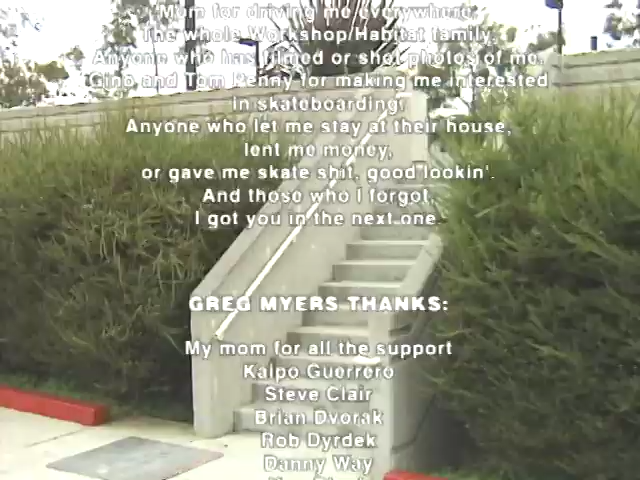 Mom for driving me everywhere.
The whole Workshop/Habitat family.
Anyone who has filmed or shot photos of me.
Gino and Tom Penny for making me interested
in skateboarding.
Anyone who let me stay at their house,
lent me money,
or gave me skate shit, good lookin'.
And those who I forgot,
I got you in the next one.
GREG MYERS THANKS:
My mom for all the support
Kalpo Guerrero
Steve Clair
Brian Dvorak
Rob Dyrdek
Danny Way